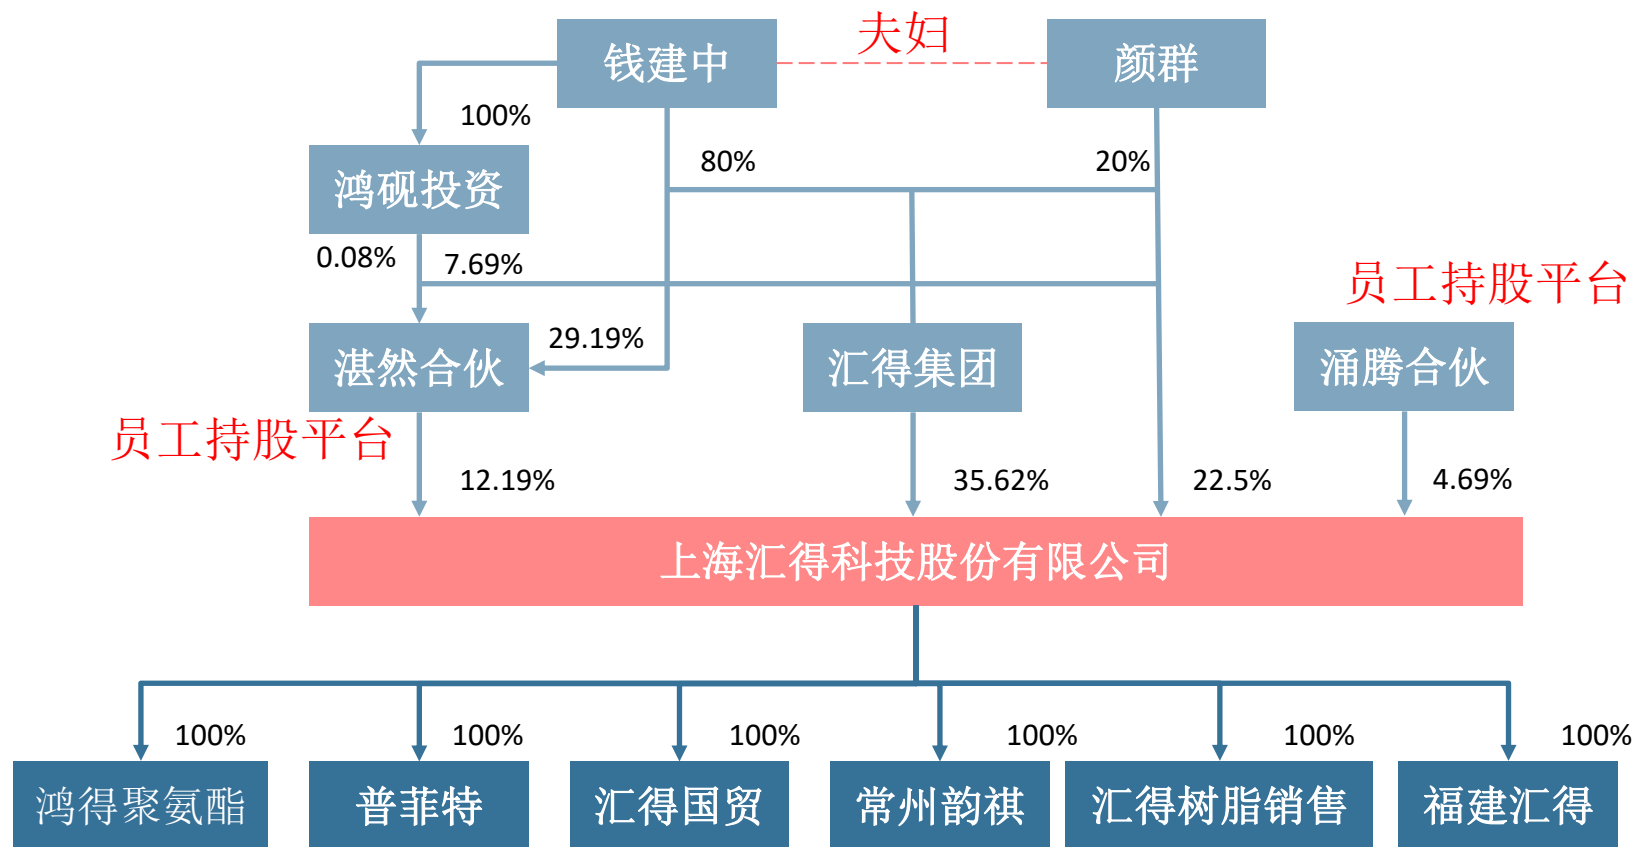 夫妇
钱建中
颜群
100%
80%
20%
鸿砚投资
0.08%
7.69%
员工持股平台
29.19%
湛然合伙
汇得集团
涌腾合伙
员工持股平台
12.19%
35.62%
22.5%
4.69%
上海汇得科技股份有限公司
100%
100%
100%
100%
100%
100%
鸿得聚氨酯
普菲特
汇得国贸
常州韵祺
汇得树脂销售
福建汇得